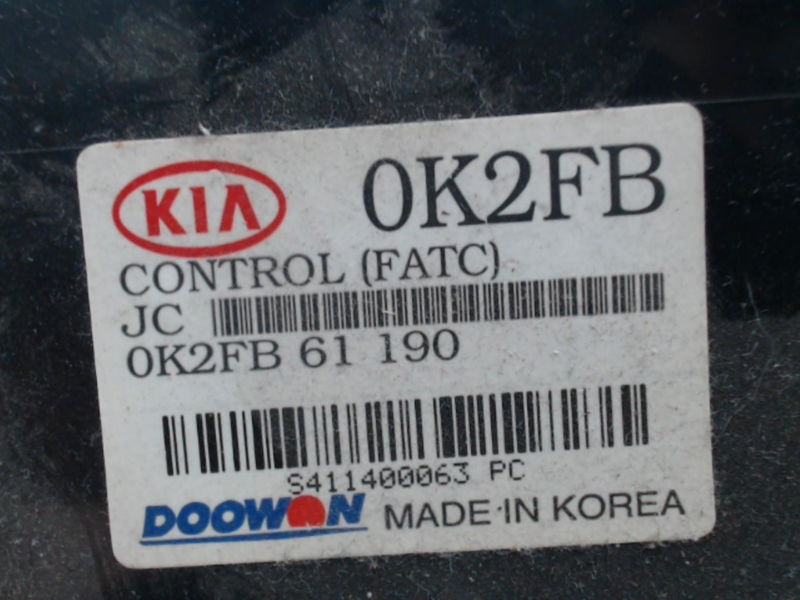 KIA 0K2FB
CONTROL (FATC)
JC
0K2FB 61 190
S411400063 PC
DOOWON MADE IN KOREA